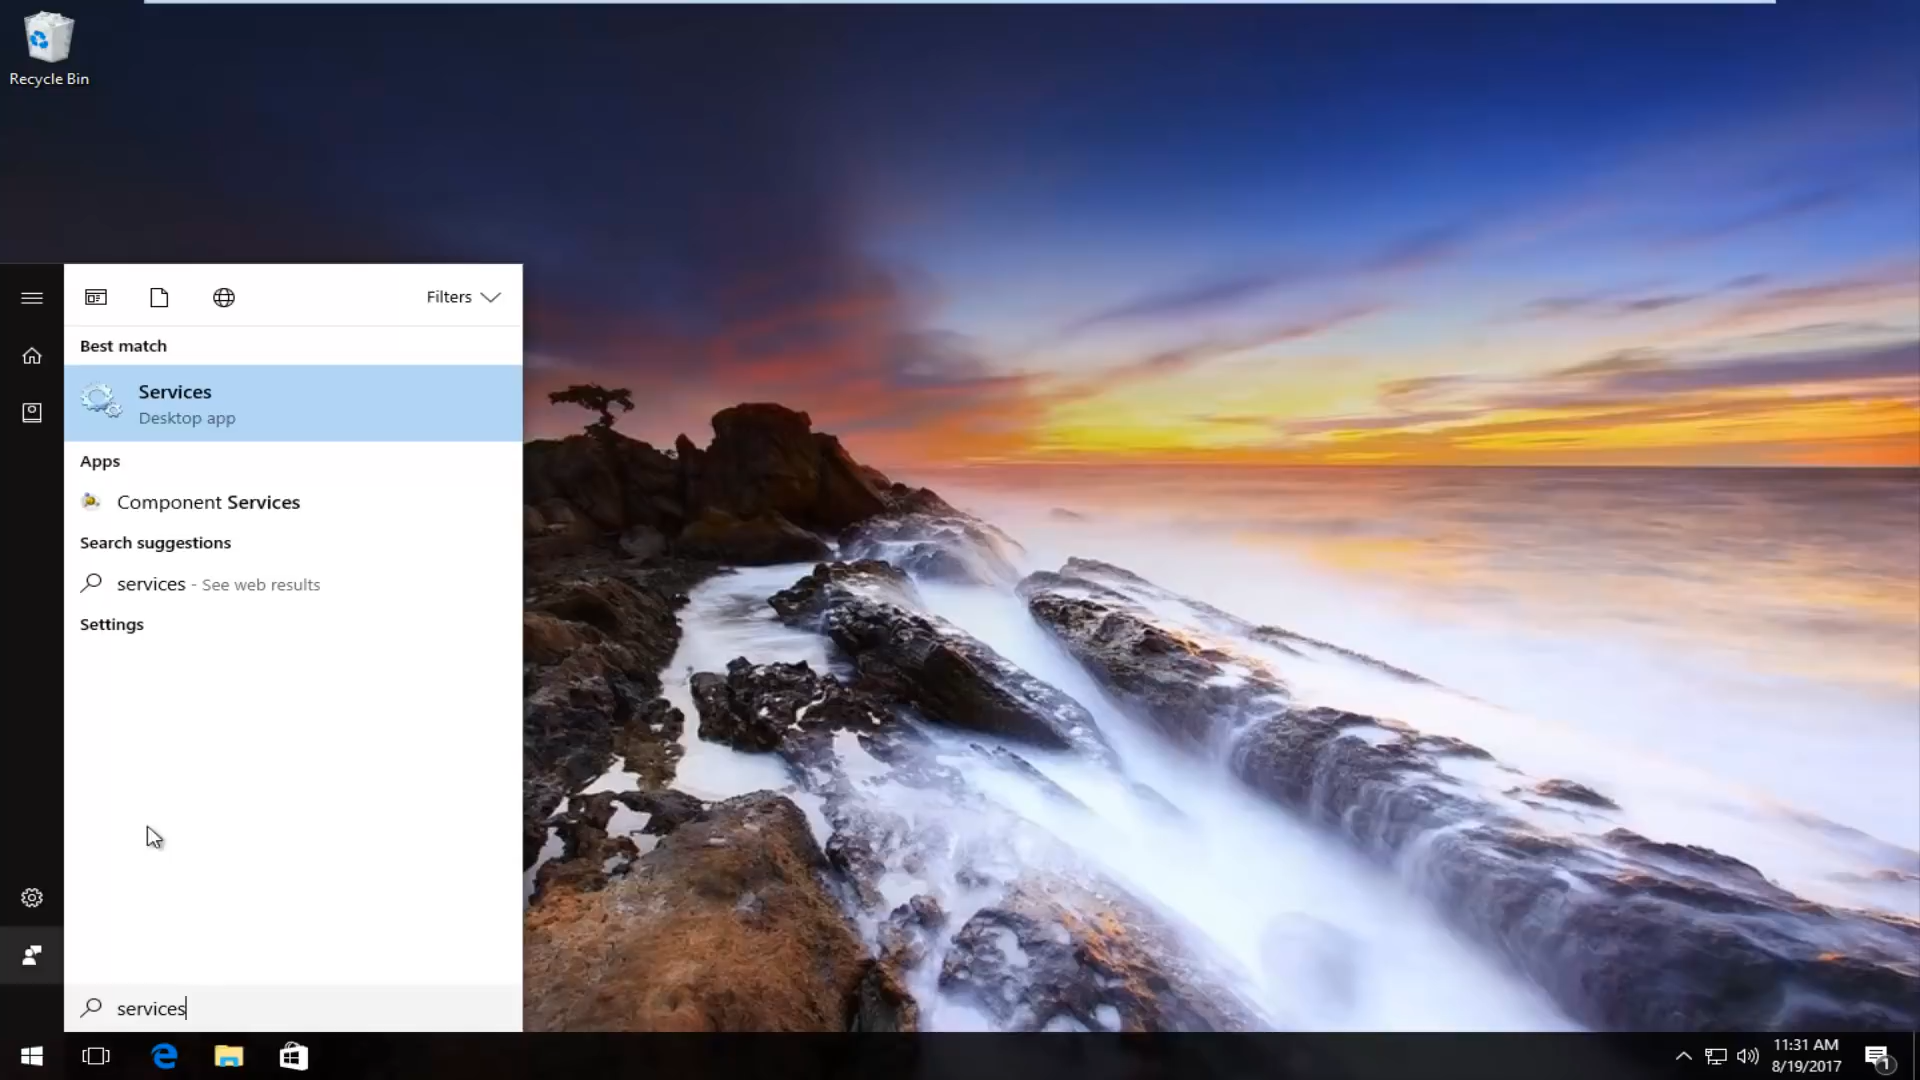 Recycle Bin
Filters
Best match
Services
Desktop app
Apps
Component Services
Search suggestions
services - See web results
Settings
services
11:31 AM
8/19/2017
1